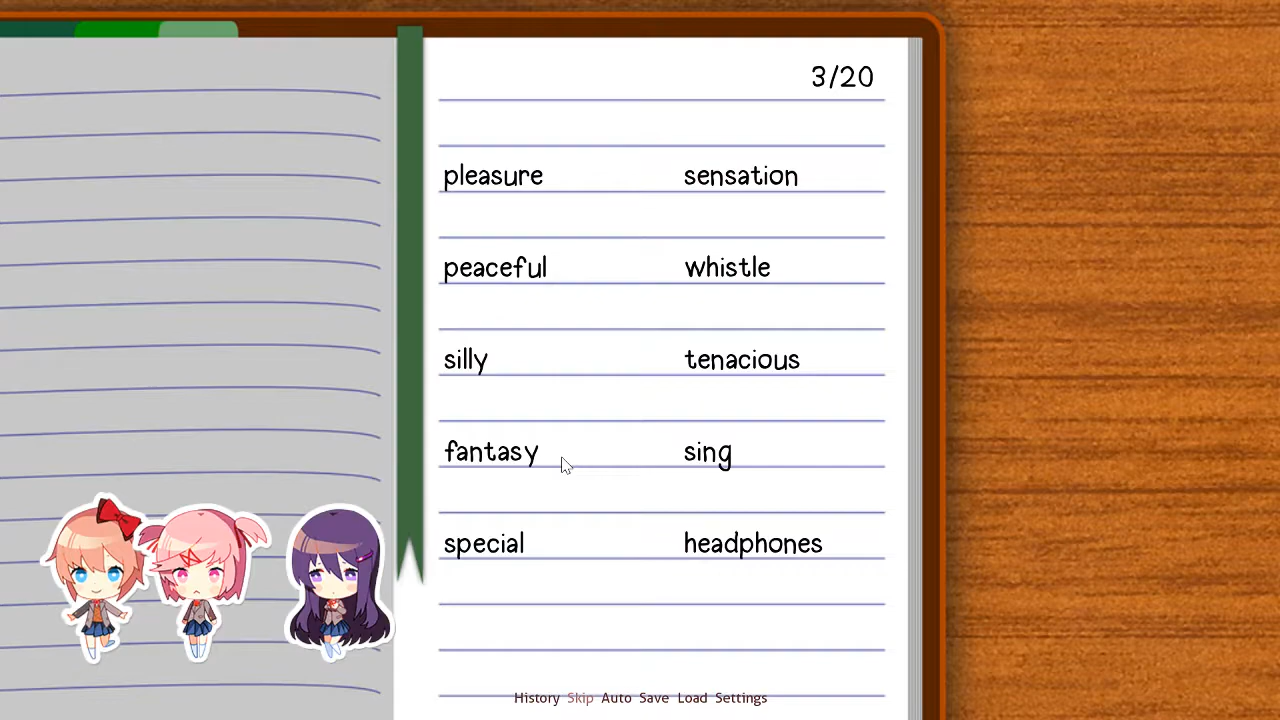 3/20
pleasure sensation
peaceful whistle
silly tenacious
fantasy sing
special headphones
History Skip Auto Save Load Settings